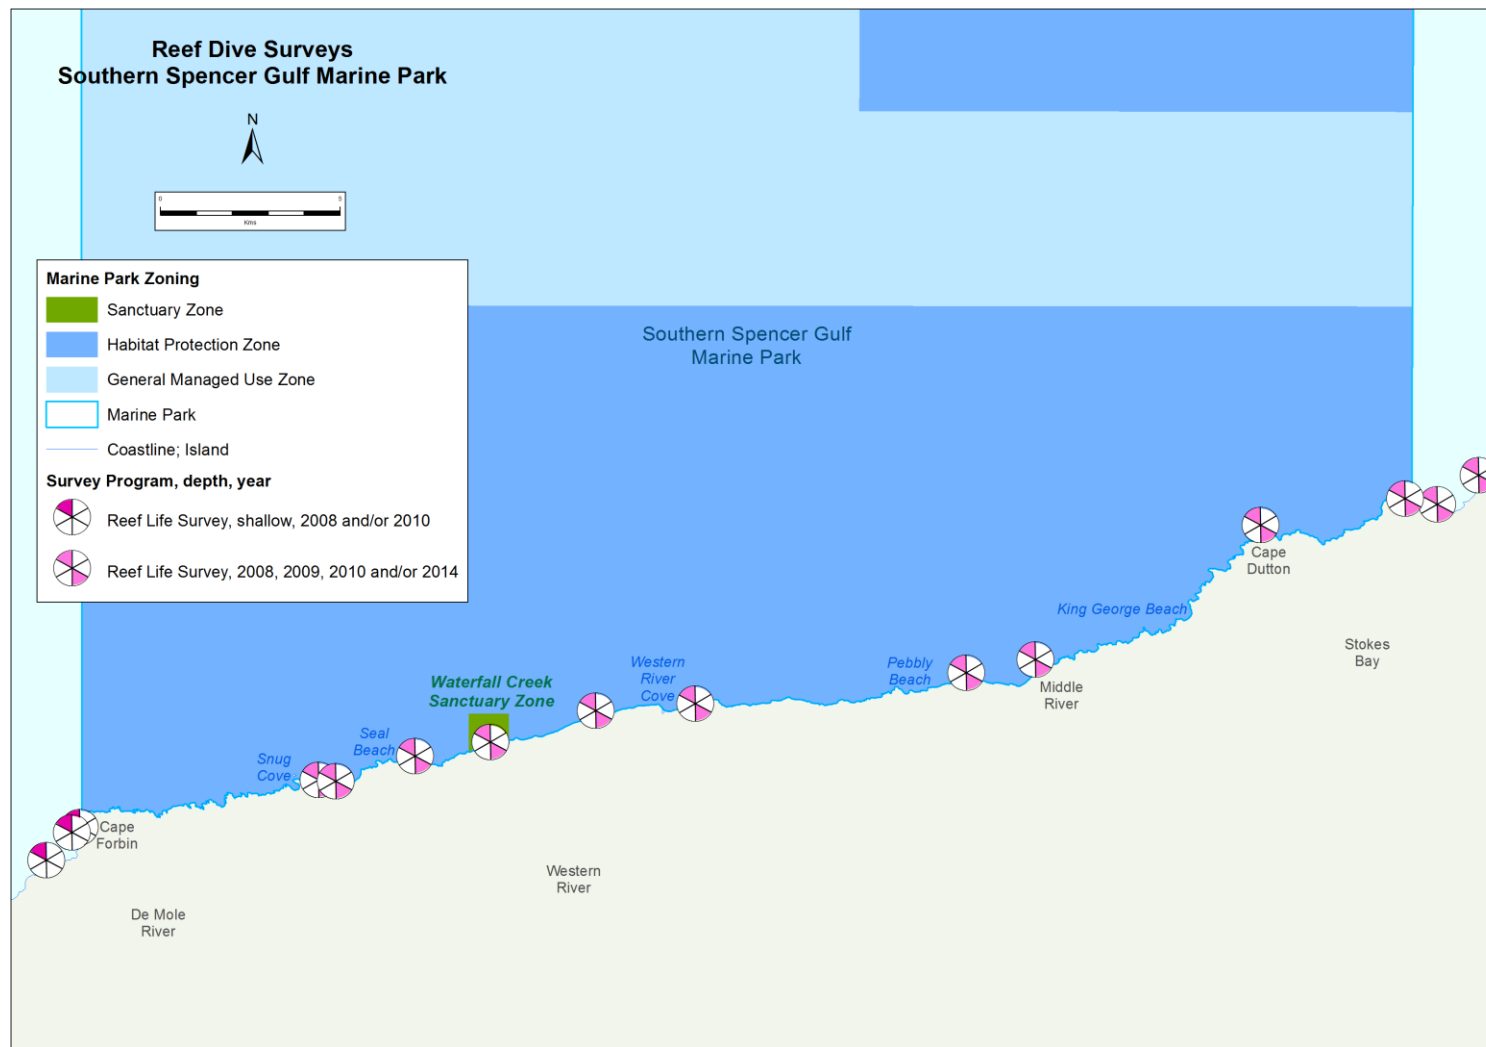 Reef Dive Surveys
Southern Spencer Gulf Marine Park
N
0 5
Kms
Marine Park Zoning
Sanctuary Zone
Habitat Protection Zone
General Managed Use Zone
Marine Park
Coastline; Island
Survey Program, depth, year
Reef Life Survey, shallow, 2008 and/or 2010
Reef Life Survey, 2008, 2009, 2010 and/or 2014
Southern Spencer Gulf
Marine Park
Cape
Dutton
King George Beach
Stokes
Bay
Western
River
Cove
Pebbly
Beach
Middle
River
Waterfall Creek
Sanctuary Zone
Seal
Beach
Snug
Cove
Cape
Forbin
Western
River
De Mole
River